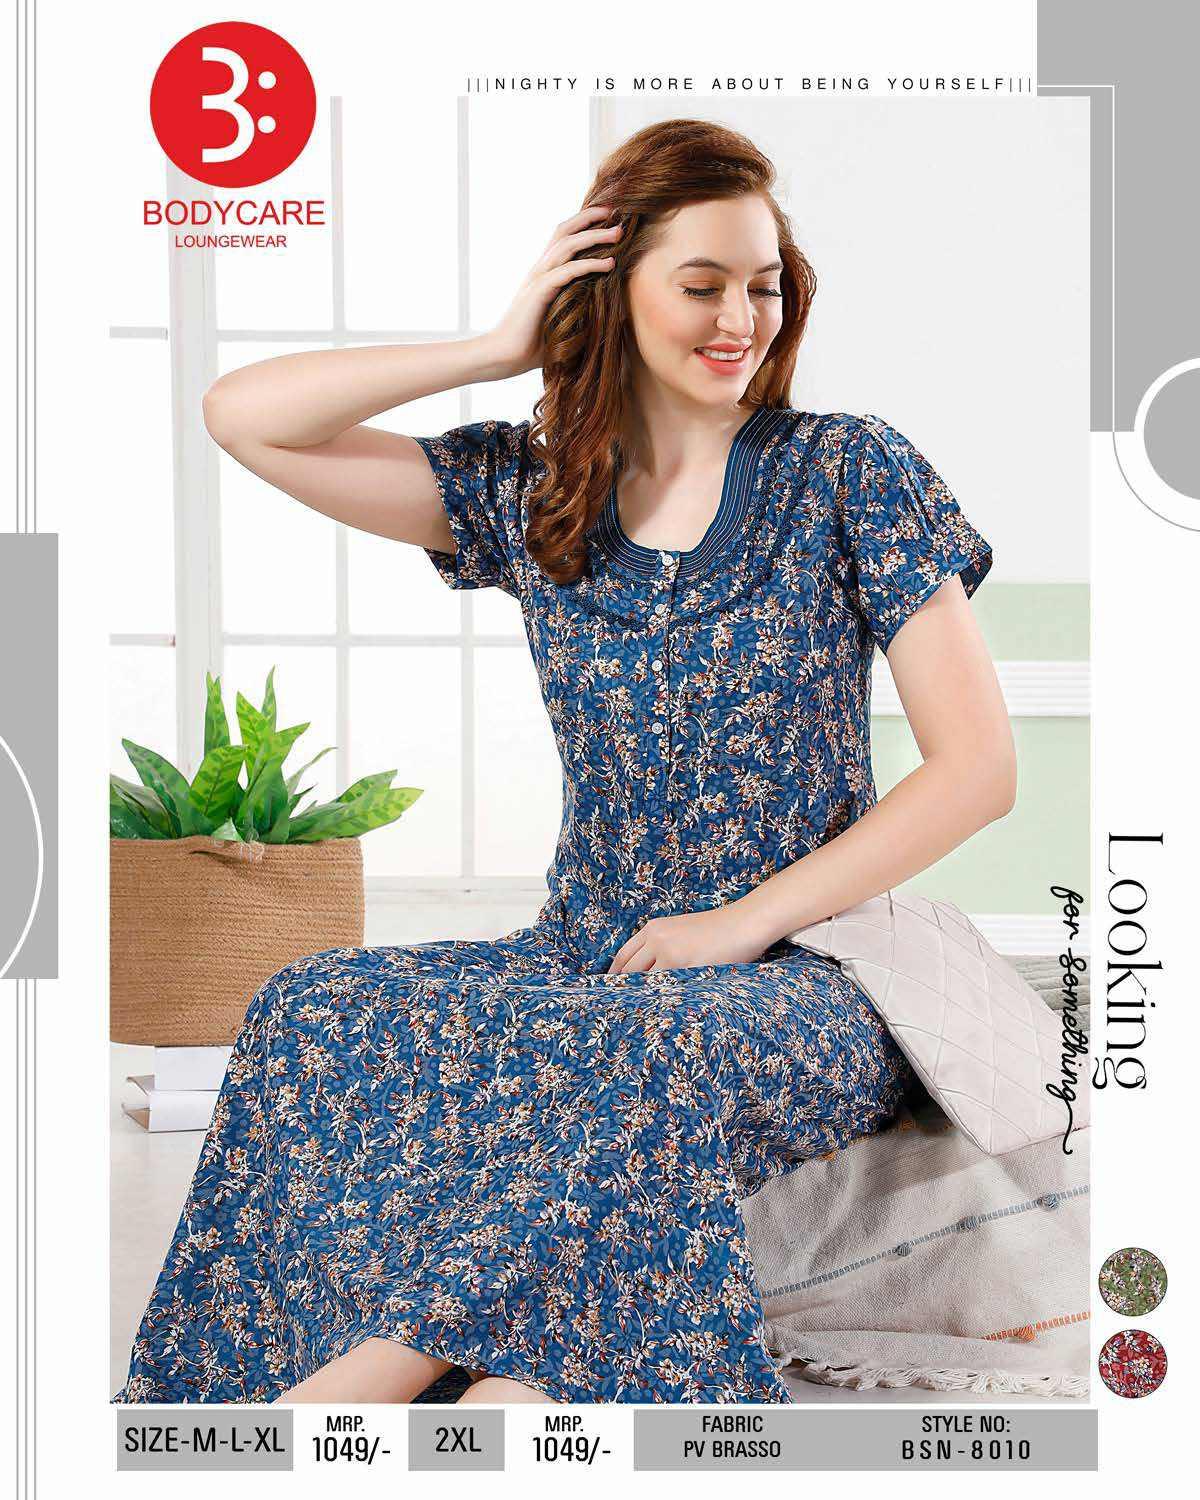 |||NIGHTY IS MORE ABOUT BEING YOURSELF|||
B:
BODYCARE
LOUNGEWEAR
Looking
for Something
SIZE-M-L-XL
MRP.
1049/-
2XL
MRP.
1049/-
FABRIC
PV BRASSO
STYLE NO:
BSN-8010